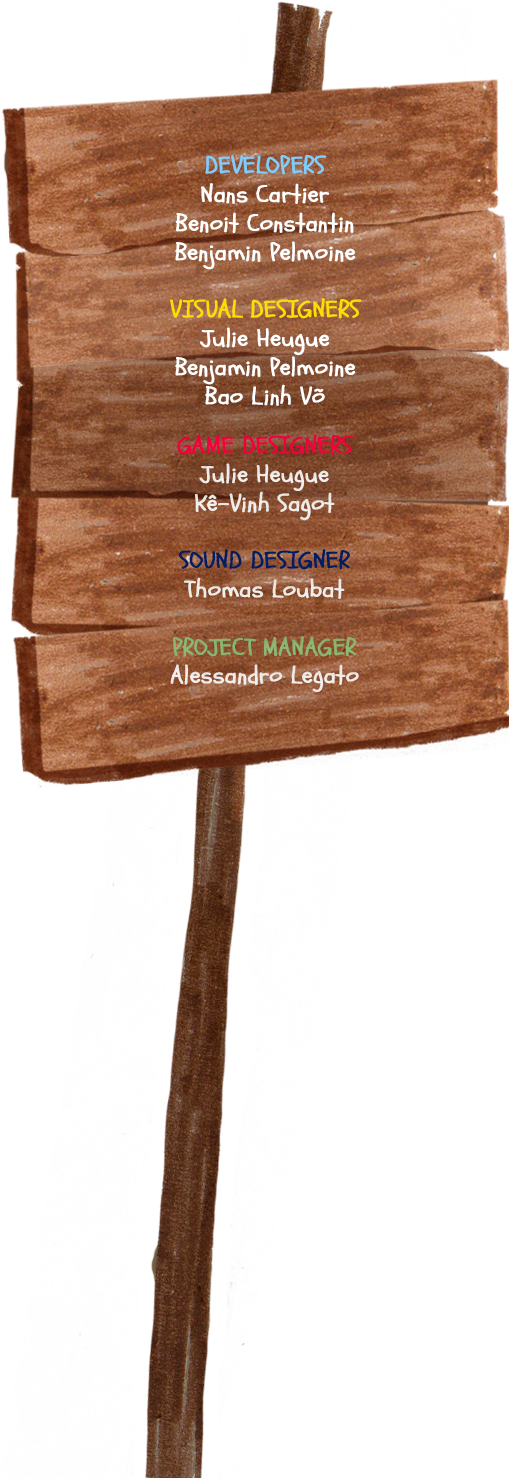 DEVELOPERS
Nans Cartier
Benoit Constantin
Benjamin Pelmoine
VISUAL DESIGNERS
Julie Heugue
Benjamin Pelmoine
Bao Linh Võ
GAME DESIGNERS
Julie Heugue
Kê-Vinh Sagot
SOUND DESIGNER
Thomas Loubat
PROJECT MANAGER
Alessandro Legato